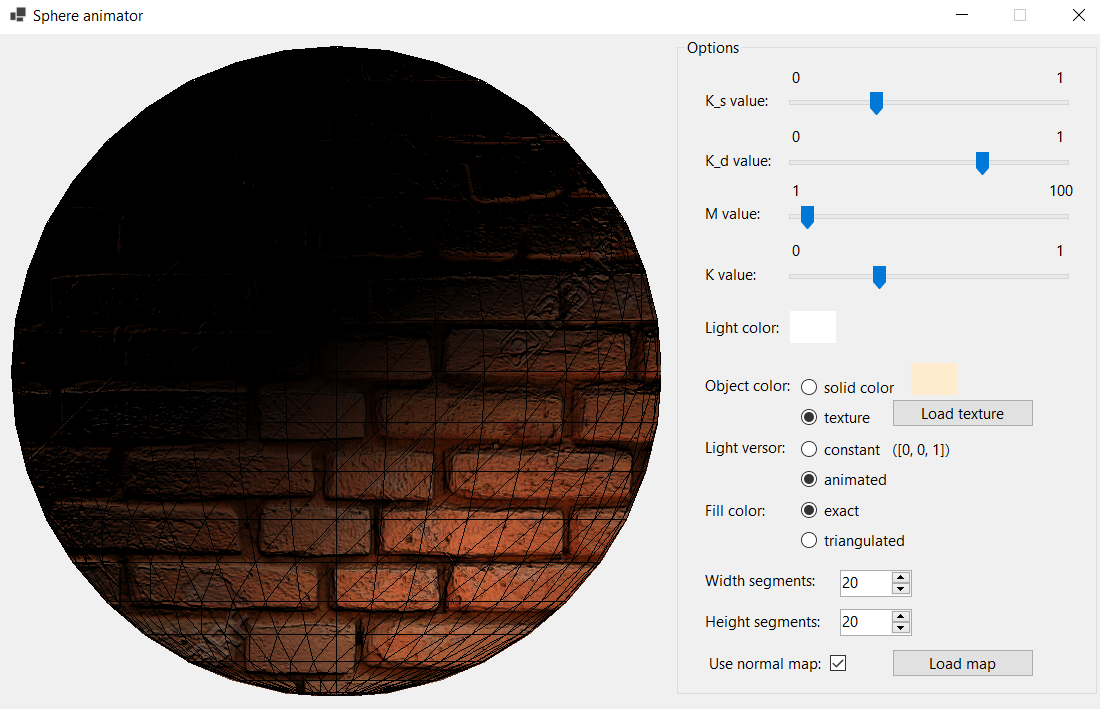 Sphere animator
Options
0 1
K_s value:
0 1
K_d value:
1 100
M value:
0 1
K value:
Light color:
Object color: solid color
texture Load texture
Light versor: constant ([0, 0, 1])
animated
Fill color: exact
triangulated
Width segments: 20
Height segments: 20
Use normal map: Load map